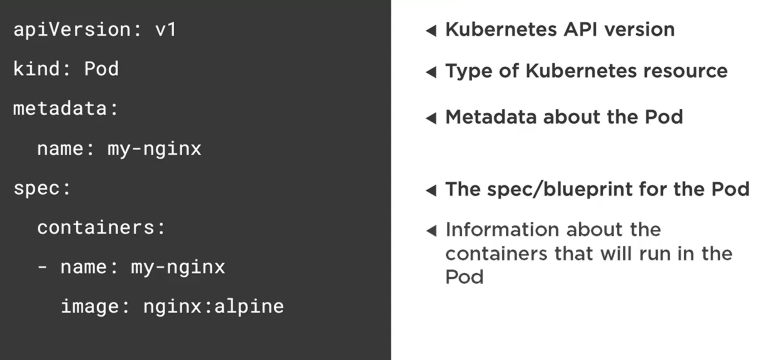 apiVersion: v1
◄ Kubernetes API version
kind: Pod
◄ Type of Kubernetes resource
metadata:
◄ Metadata about the Pod
name: my-nginx
spec:
◄ The spec/blueprint for the Pod
containers:
◄ Information about the
containers that will run in the
Pod
- name: my-nginx
image: nginx:alpine